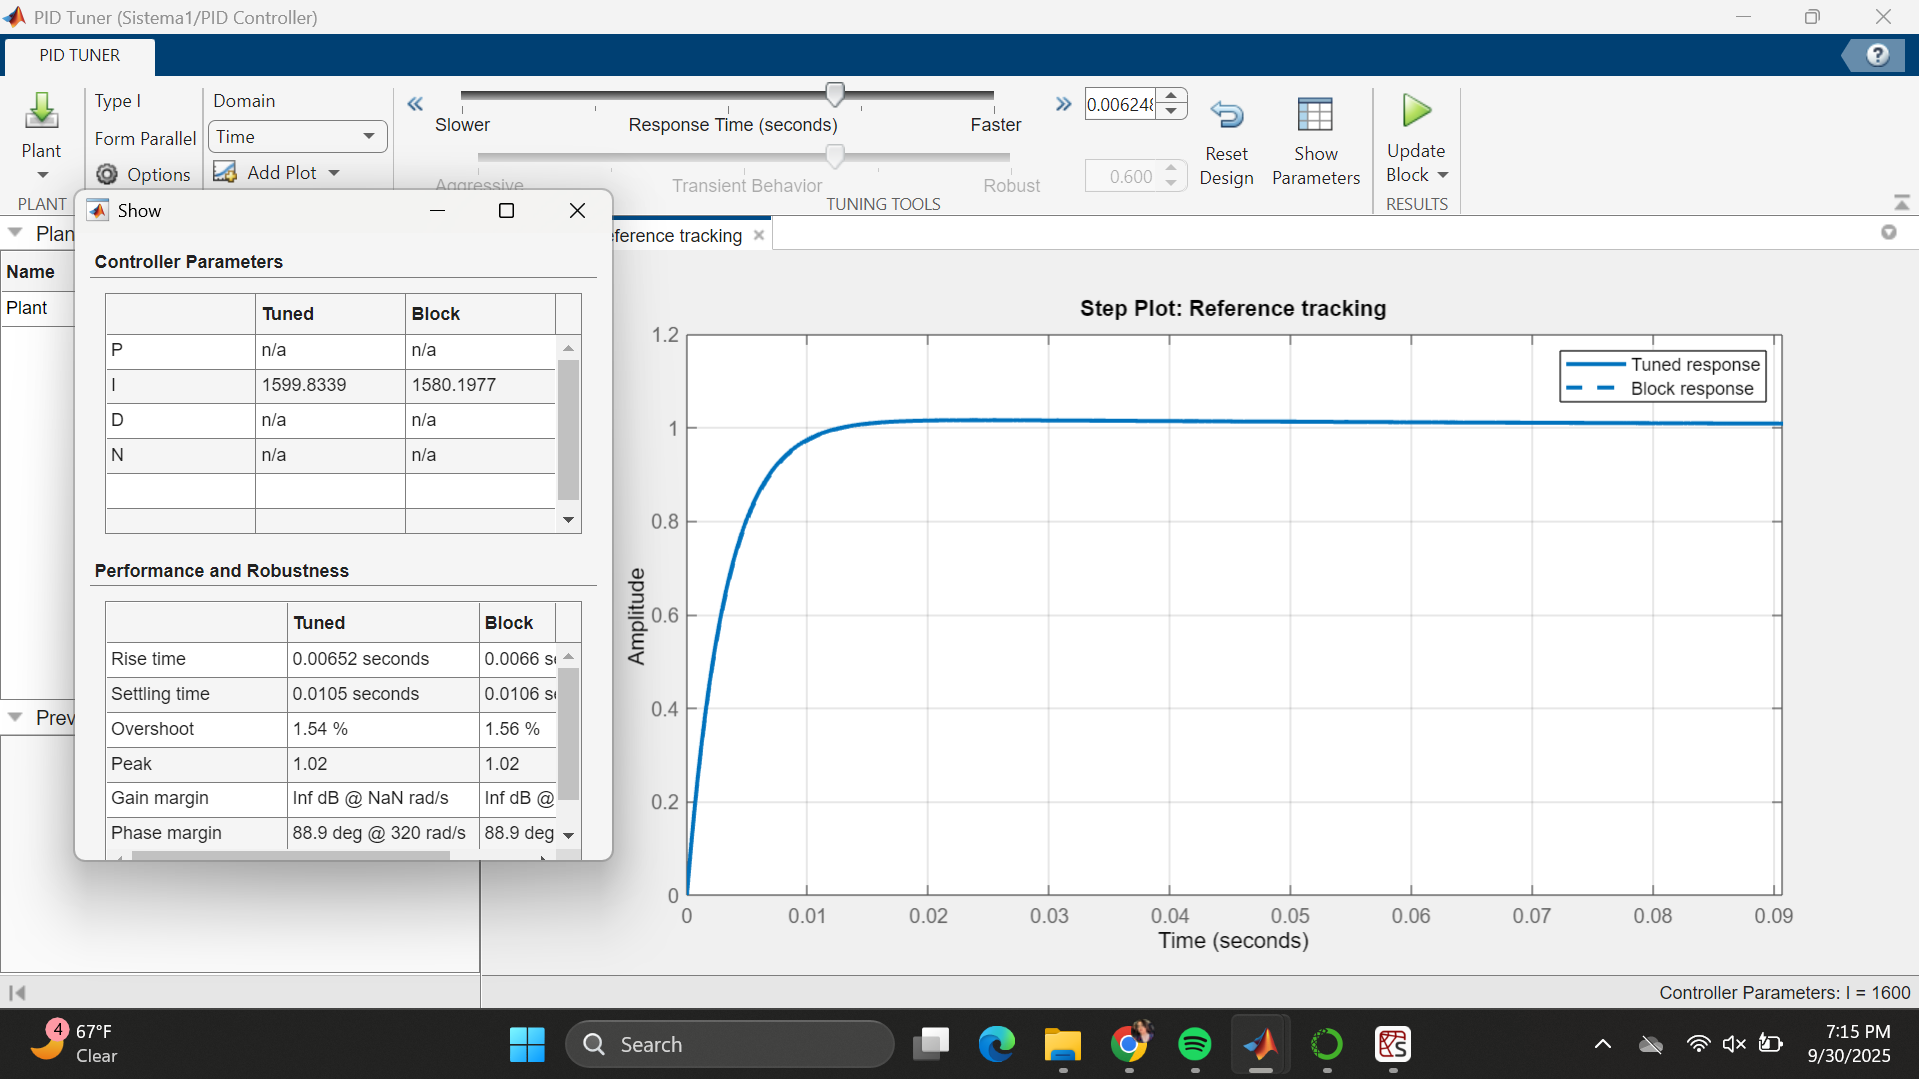 PID Tuner (Sistema1/PID Controller)
PID TUNER
?
Plant
PLANT
Type I
Form Parallel
Options
Domain
Time
Add Plot
Slower
Response Time (seconds)
Faster
0.006248
Aggressive
Transient Behavior
Robust
0.600
TUNING TOOLS
Reset
Design
Show
Parameters
Update
Block
RESULTS
Plan
Name
Plant
Prev
Show
Controller Parameters
Tuned Block
P n/a n/a
I 1599.8339 1580.1977
D n/a n/a
N n/a n/a
Performance and Robustness
Tuned Block
Rise time 0.00652 seconds 0.0066 s
Settling time 0.0105 seconds 0.0106 s
Overshoot 1.54 % 1.56 %
Peak 1.02 1.02
Gain margin Inf dB @ NaN rad/s Inf dB @
Phase margin 88.9 deg @ 320 rad/s 88.9 deg
ference tracking
Step Plot: Reference tracking
Tuned response
Block response
Amplitude
1.2
1
0.8
0.6
0.4
0.2
0
0 0.01 0.02 0.03 0.04 0.05 0.06 0.07 0.08 0.09
Time (seconds)
Controller Parameters: I = 1600
4
67°F
Clear
Search
7:15 PM
9/30/2025